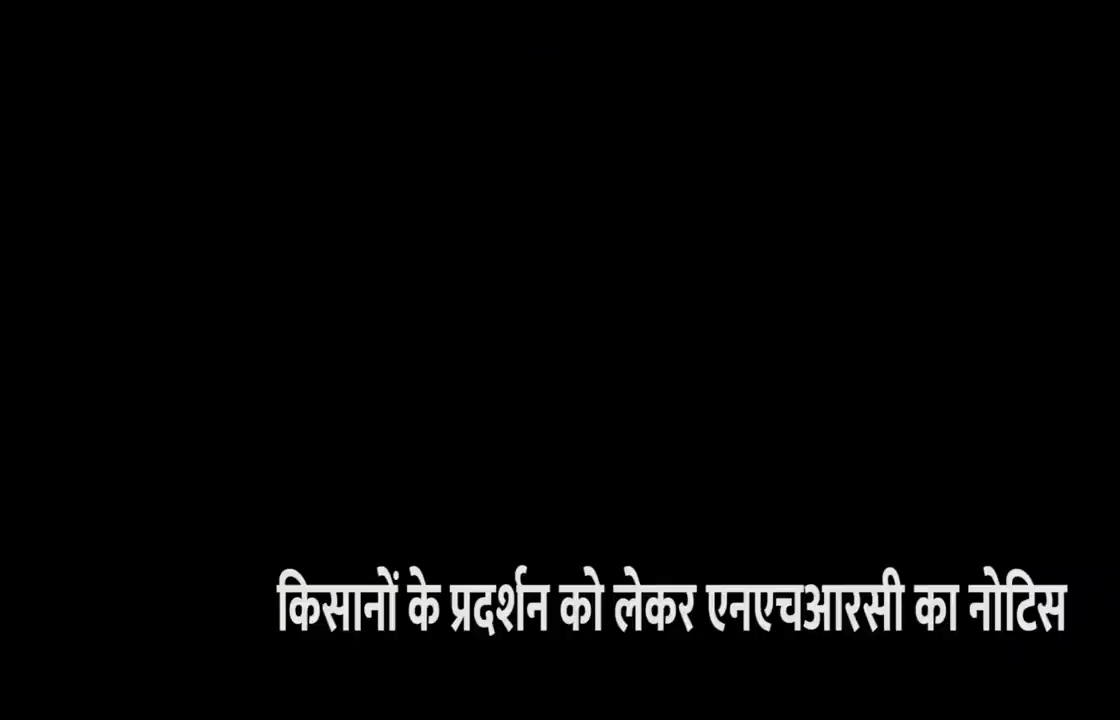 किसानों के प्रदर्शन को लेकर एनएचआरसी का नोटिस